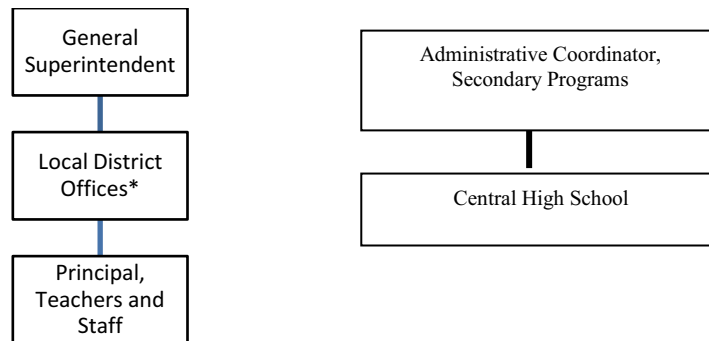 General
Superintendent
Local District
Offices*
Principal,
Teachers and
Staff
Administrative Coordinator,
Secondary Programs
Central High School